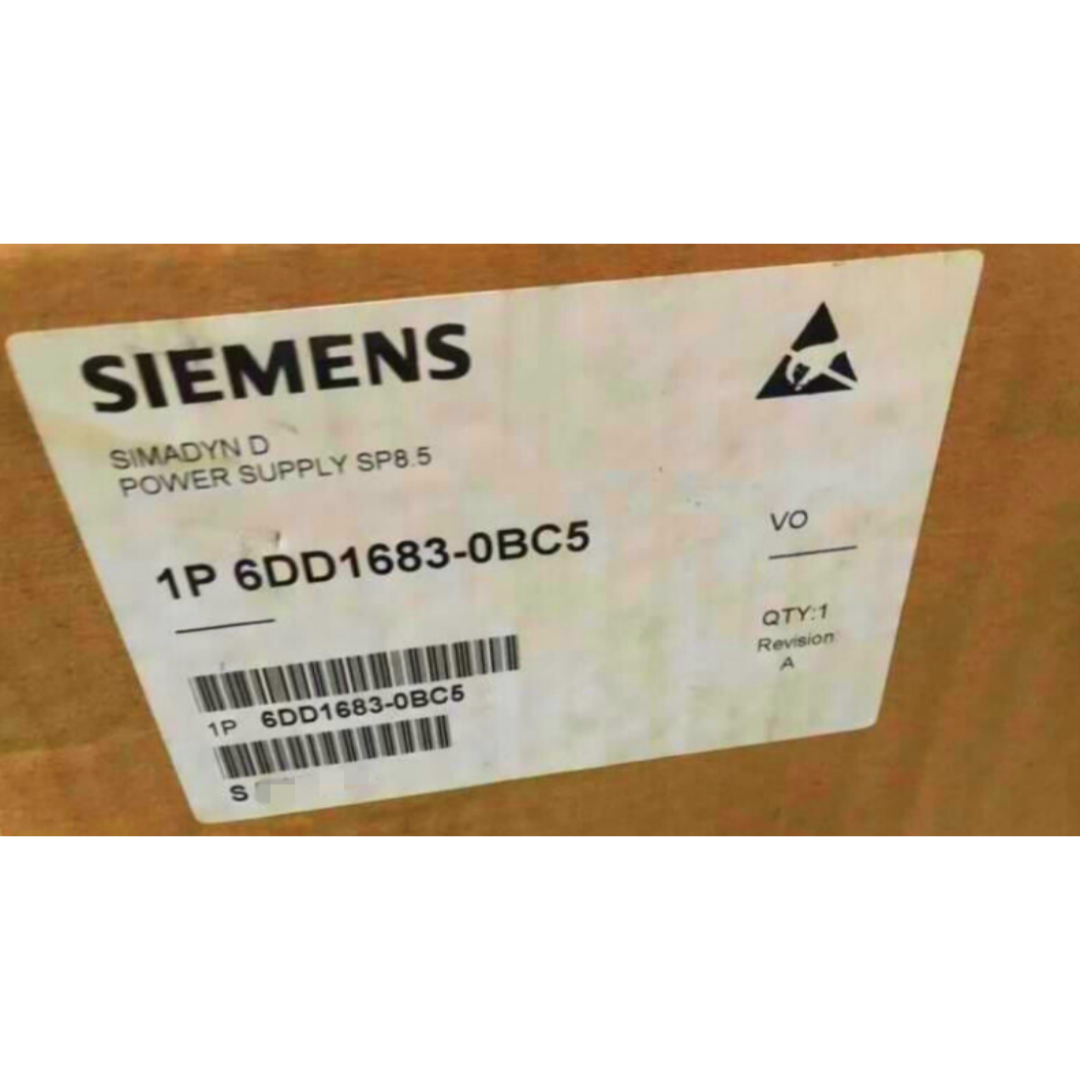 SIEMENS
SIMADYN D
POWER SUPPLY SP8.5
1P 6DD1683-0BC5
VO
QTY:1
Revision
A
1P 6DD1683-0BC5
S